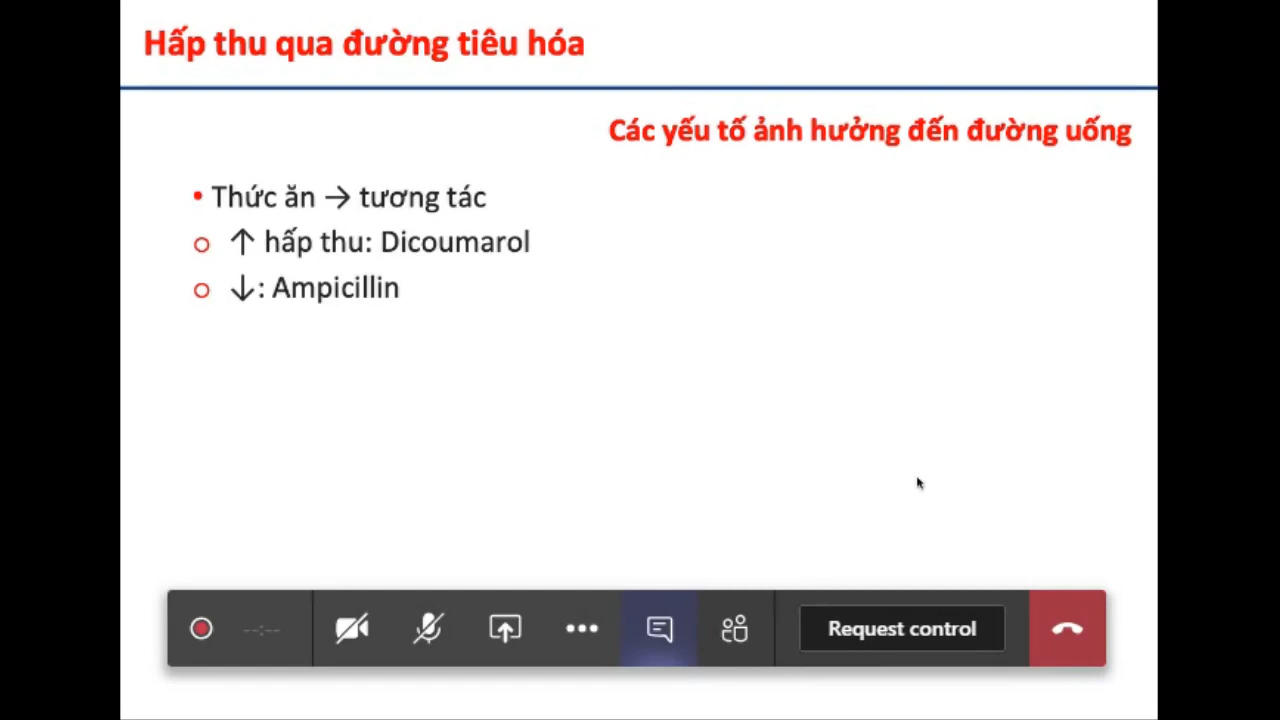 Hấp thu qua đường tiêu hóa
Các yếu tố ảnh hưởng đến đường uống
• Thức ăn → tương tác
o ↑ hấp thu: Dicoumarol
o ↓: Ampicillin
--:-- Request control